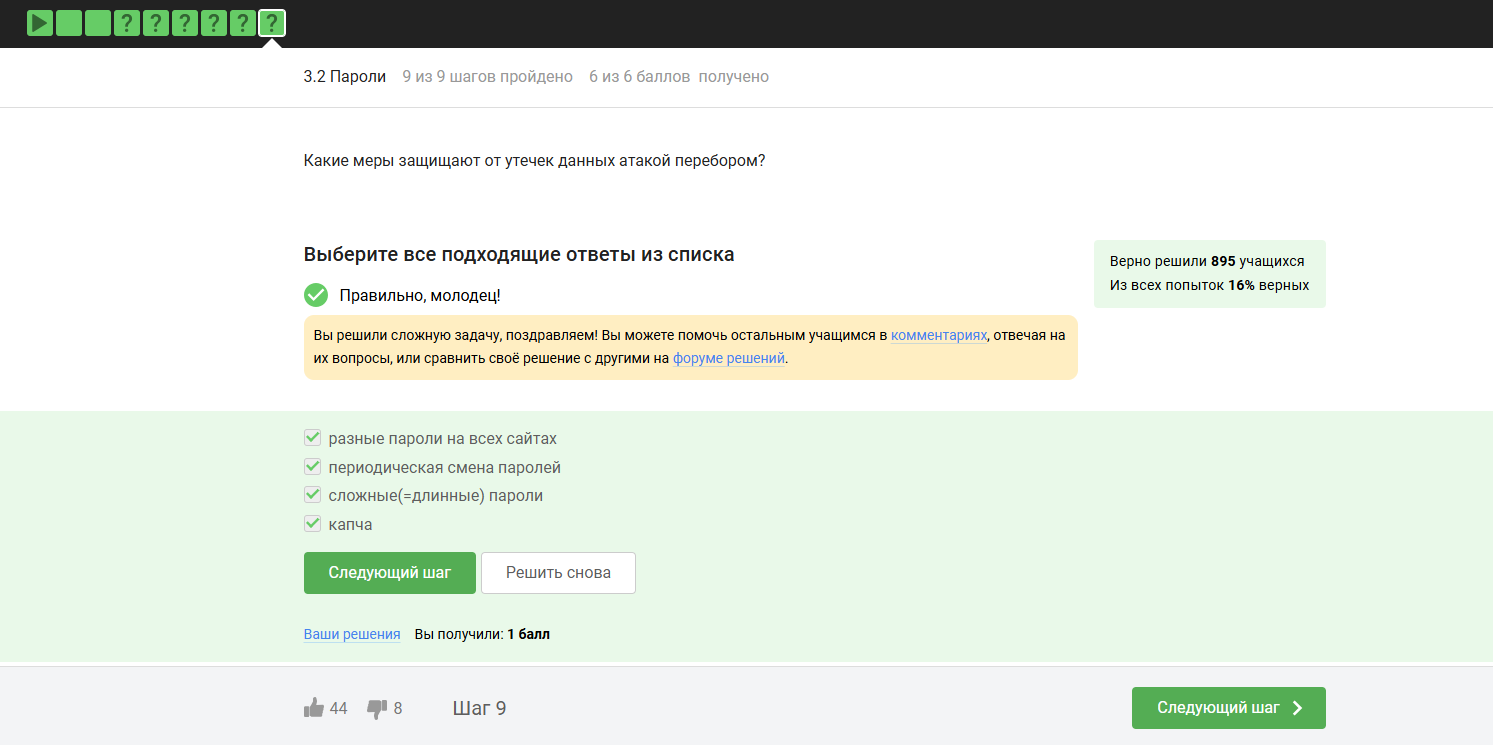 ? ? ? ? ? ?
3.2 Пароли 9 из 9 шагов пройдено 6 из 6 баллов получено
Какие меры защищают от утечек данных атакой перебором?
Выберите все подходящие ответы из списка
Верно решили 895 учащихся
Из всех попыток 16% верных
Правильно, молодец!
Вы решили сложную задачу, поздравляем! Вы можете помочь остальным учащимся в комментариях, отвечая на
их вопросы, или сравнить своё решение с другими на форуме решений.
разные пароли на всех сайтах
периодическая смена паролей
сложные(=длинные) пароли
капча
Следующий шаг Решить снова
Ваши решения Вы получили: 1 балл
44 8 Шаг 9 Следующий шаг